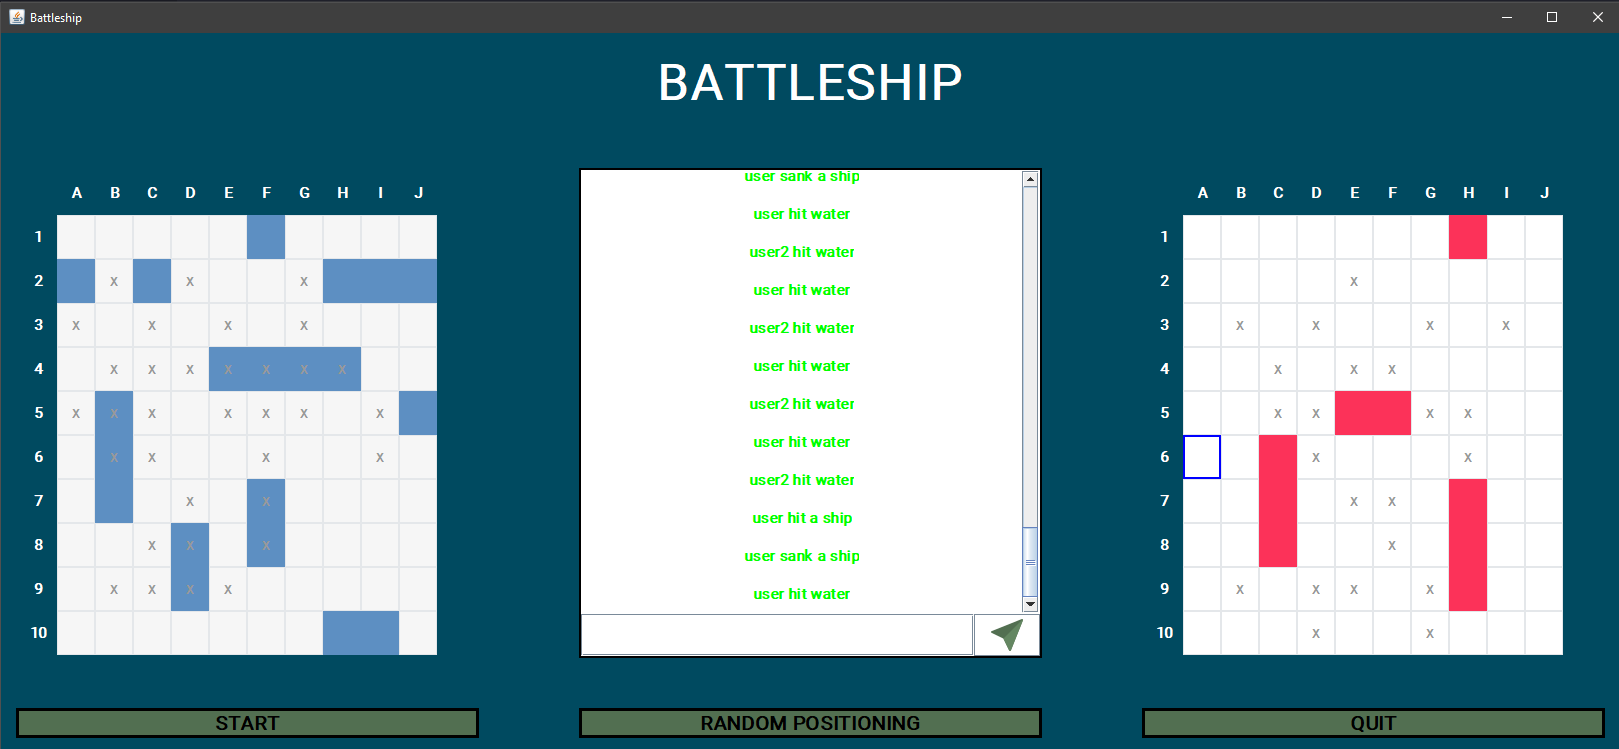 Battleship
BATTLESHIP
A B C D E F G H I J
1
2 x x x
3 x x x x
4 x x x x x x x
5 x x x x x x x
6 x x x x
7 x x
8 x x x
9 x x x x
10
user sank a ship
user hit water
user2 hit water
user hit water
user2 hit water
user hit water
user2 hit water
user hit water
user2 hit water
user hit a ship
user sank a ship
user hit water
A B C D E F G H I J
1
2 x
3 x x x x
4 x x x
5 x x x x
6 x x
7 x x
8 x
9 x x x x
10 x x
START
RANDOM POSITIONING
QUIT